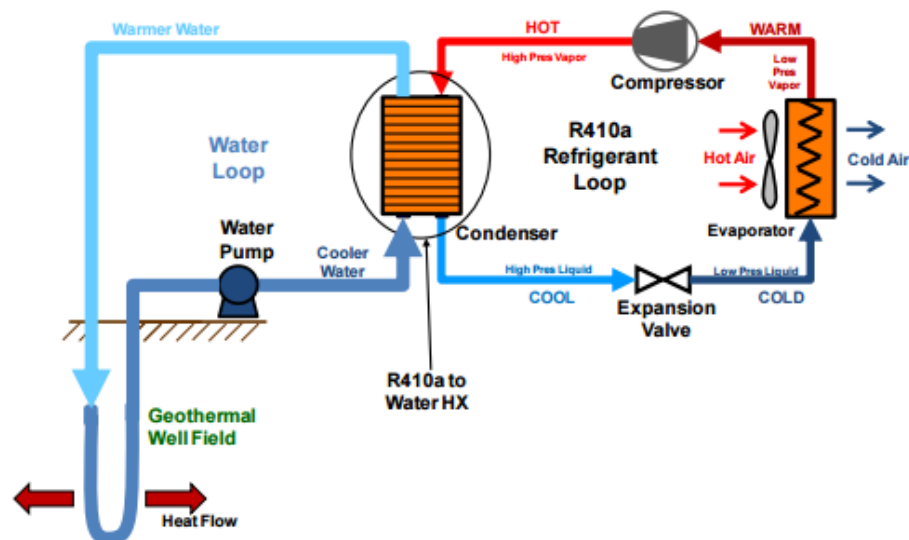 Warmer Water
HOT
High Pres Vapor
WARM
Low
Pres
Vapor
Compressor
R410a
Refrigerant
Loop
Hot Air
Cold Air
Water
Loop
Evaporator
Condenser
Water
Pump
Cooler
Water
High Pres Liquid
COOL
Low Pres Liquid
COLD
Expansion
Valve
R410a to
Water HX
Geothermal
Well Field
Heat Flow